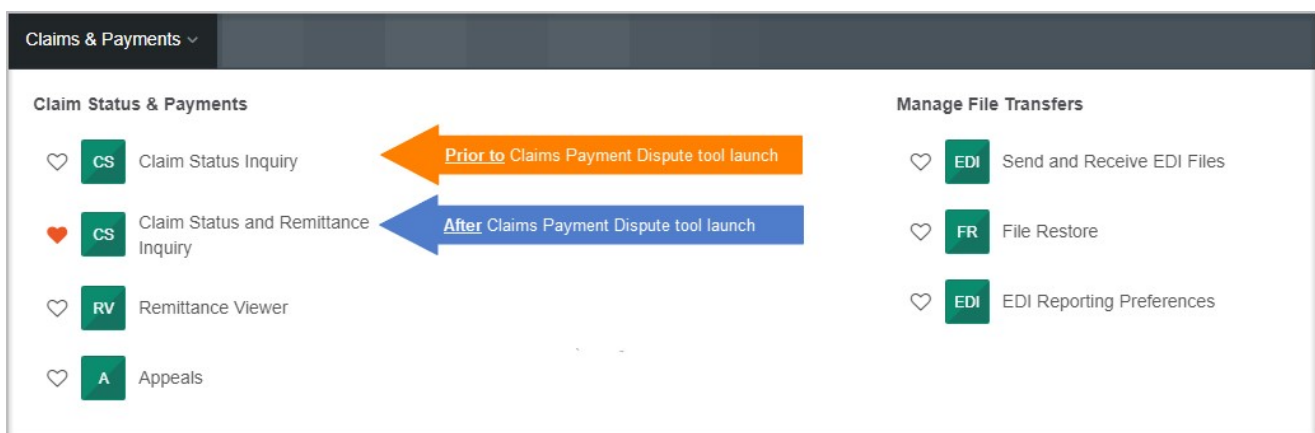 Claims & Payments
Claim Status & Payments
CS Claim Status Inquiry
Prior to Claims Payment Dispute tool launch
CS Claim Status and Remittance
Inquiry
After Claims Payment Dispute tool launch
RV Remittance Viewer
A Appeals
Manage File Transfers
EDI Send and Receive EDI Files
FR File Restore
EDI EDI Reporting Preferences